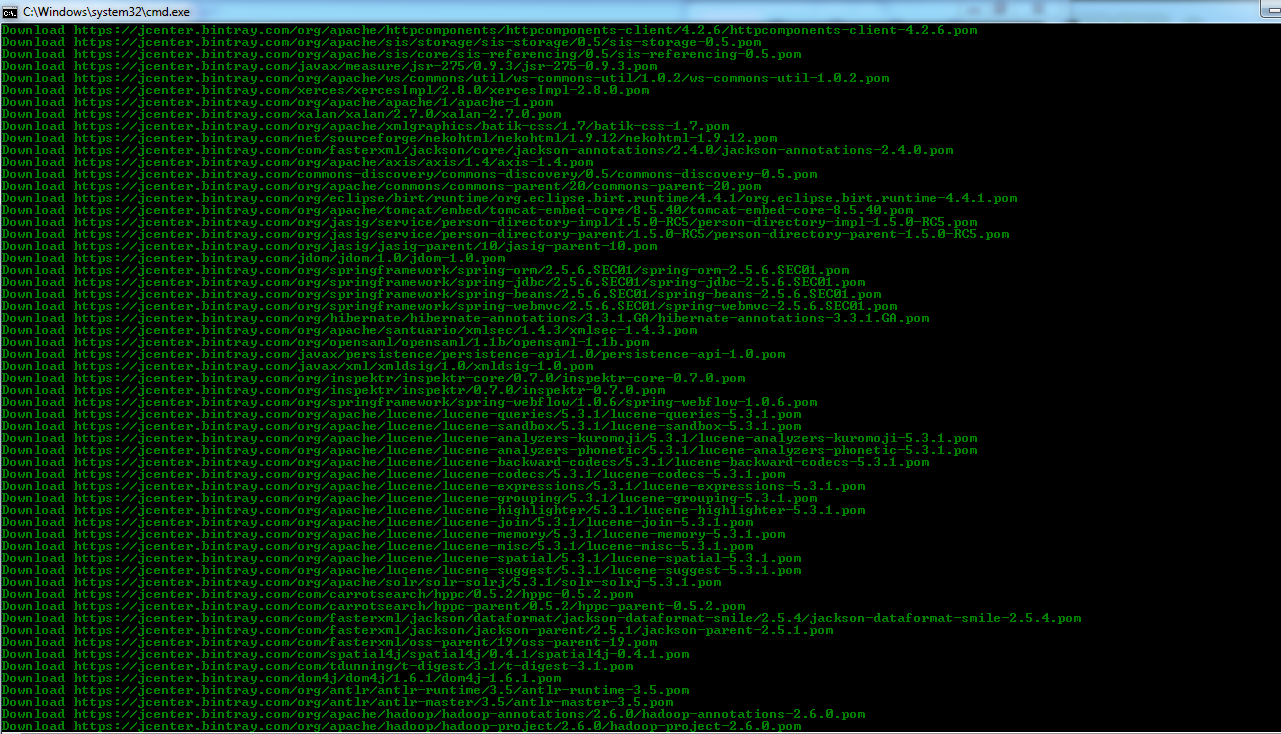 C:\Windows\system32\cmd.exe
Download https://jcenter.bintray.com/org/apache/httpcomponents/httpcomponents-client/4.2.6/httpcomponents-client-4.2.6.pom
Download https://jcenter.bintray.com/org/apache/sis/storage/sis-storage/0.5/sis-storage-0.5.pom
Download https://jcenter.bintray.com/org/apache/sis/core/sis-referencing/0.5/sis-referencing-0.5.pom
Download https://jcenter.bintray.com/javax/measure/jsr-275/0.9.3/jsr-275-0.9.3.pom
Download https://jcenter.bintray.com/org/apache/ws/commons/util/ws-commons-util/1.0.2/ws-commons-util-1.0.2.pom
Download https://jcenter.bintray.com/xerces/xercesImpl/2.8.0/xercesImpl-2.8.0.pom
Download https://jcenter.bintray.com/org/apache/apache/1/apache-1.pom
Download https://jcenter.bintray.com/xalan/xalan/2.7.0/xalan-2.7.0.pom
Download https://jcenter.bintray.com/org/apache/xmlgraphics/batik-css/1.7/batik-css-1.7.pom
Download https://jcenter.bintray.com/net/sourceforge/nekohtml/nekohtml/1.9.12/nekohtml-1.9.12.pom
Download https://jcenter.bintray.com/com/fasterxml/jackson/core/jackson-annotations/2.4.0/jackson-annotations-2.4.0.pom
Download https://jcenter.bintray.com/org/apache/axis/axis/1.4/axis-1.4.pom
Download https://jcenter.bintray.com/commons-discovery/commons-discovery/0.5/commons-discovery-0.5.pom
Download https://jcenter.bintray.com/org/apache/commons/commons-parent/20/commons-parent-20.pom
Download https://jcenter.bintray.com/org/eclipse/birt/runtime/org.eclipse.birt.runtime/4.4.1/org.eclipse.birt.runtime-4.4.1.pom
Download https://jcenter.bintray.com/org/apache/tomcat/embed/tomcat-embed-core/8.5.40/tomcat-embed-core-8.5.40.pom
Download https://jcenter.bintray.com/org/jasig/service/person-directory-impl/1.5.0-RC5/person-directory-impl-1.5.0-RC5.pom
Download https://jcenter.bintray.com/org/jasig/service/person-directory-parent/1.5.0-RC5/person-directory-parent-1.5.0-RC5.pom
Download https://jcenter.bintray.com/org/jasig/jasig-parent/10/jasig-parent-10.pom
Download https://jcenter.bintray.com/jdom/jdom/1.0/jdom-1.0.pom
Download https://jcenter.bintray.com/org/springframework/spring-orm/2.5.6.SEC01/spring-orm-2.5.6.SEC01.pom
Download https://jcenter.bintray.com/org/springframework/spring-jdbc/2.5.6.SEC01/spring-jdbc-2.5.6.SEC01.pom
Download https://jcenter.bintray.com/org/springframework/spring-beans/2.5.6.SEC01/spring-beans-2.5.6.SEC01.pom
Download https://jcenter.bintray.com/org/springframework/spring-webmvc/2.5.6.SEC01/spring-webmvc-2.5.6.SEC01.pom
Download https://jcenter.bintray.com/org/hibernate/hibernate-annotations/3.3.1.GA/hibernate-annotations-3.3.1.GA.pom
Download https://jcenter.bintray.com/org/apache/santuario/xmlsec/1.4.3/xmlsec-1.4.3.pom
Download https://jcenter.bintray.com/org/opensaml/opensaml/1.1b/opensaml-1.1b.pom
Download https://jcenter.bintray.com/javax/persistence/persistence-api/1.0/persistence-api-1.0.pom
Download https://jcenter.bintray.com/javax/xml/xmldsig/1.0/xmldsig-1.0.pom
Download https://jcenter.bintray.com/org/inspektr/inspektr-core/0.7.0/inspektr-core-0.7.0.pom
Download https://jcenter.bintray.com/org/inspektr/inspektr/0.7.0/inspektr-0.7.0.pom
Download https://jcenter.bintray.com/org/springframework/spring-webflow/1.0.6/spring-webflow-1.0.6.pom
Download https://jcenter.bintray.com/org/apache/lucene/lucene-queries/5.3.1/lucene-queries-5.3.1.pom
Download https://jcenter.bintray.com/org/apache/lucene/lucene-sandbox/5.3.1/lucene-sandbox-5.3.1.pom
Download https://jcenter.bintray.com/org/apache/lucene/lucene-analyzers-kuromoji/5.3.1/lucene-analyzers-kuromoji-5.3.1.pom
Download https://jcenter.bintray.com/org/apache/lucene/lucene-analyzers-phonetic/5.3.1/lucene-analyzers-phonetic-5.3.1.pom
Download https://jcenter.bintray.com/org/apache/lucene/lucene-backward-codecs/5.3.1/lucene-backward-codecs-5.3.1.pom
Download https://jcenter.bintray.com/org/apache/lucene/lucene-codecs/5.3.1/lucene-codecs-5.3.1.pom
Download https://jcenter.bintray.com/org/apache/lucene/lucene-expressions/5.3.1/lucene-expressions-5.3.1.pom
Download https://jcenter.bintray.com/org/apache/lucene/lucene-grouping/5.3.1/lucene-grouping-5.3.1.pom
Download https://jcenter.bintray.com/org/apache/lucene/lucene-highlighter/5.3.1/lucene-highlighter-5.3.1.pom
Download https://jcenter.bintray.com/org/apache/lucene/lucene-join/5.3.1/lucene-join-5.3.1.pom
Download https://jcenter.bintray.com/org/apache/lucene/lucene-memory/5.3.1/lucene-memory-5.3.1.pom
Download https://jcenter.bintray.com/org/apache/lucene/lucene-misc/5.3.1/lucene-misc-5.3.1.pom
Download https://jcenter.bintray.com/org/apache/lucene/lucene-spatial/5.3.1/lucene-spatial-5.3.1.pom
Download https://jcenter.bintray.com/org/apache/lucene/lucene-suggest/5.3.1/lucene-suggest-5.3.1.pom
Download https://jcenter.bintray.com/org/apache/solr/solr-solrj/5.3.1/solr-solrj-5.3.1.pom
Download https://jcenter.bintray.com/com/carrotsearch/hppc/0.5.2/hppc-0.5.2.pom
Download https://jcenter.bintray.com/com/carrotsearch/hppc-parent/0.5.2/hppc-parent-0.5.2.pom
Download https://jcenter.bintray.com/com/fasterxml/jackson/dataformat/jackson-dataformat-smile/2.5.4/jackson-dataformat-smile-2.5.4.pom
Download https://jcenter.bintray.com/com/fasterxml/jackson/jackson-parent/2.5.1/jackson-parent-2.5.1.pom
Download https://jcenter.bintray.com/com/fasterxml/oss-parent/19/oss-parent-19.pom
Download https://jcenter.bintray.com/com/spatial4j/spatial4j/0.4.1/spatial4j-0.4.1.pom
Download https://jcenter.bintray.com/com/tdunning/t-digest/3.1/t-digest-3.1.pom
Download https://jcenter.bintray.com/dom4j/dom4j/1.6.1/dom4j-1.6.1.pom
Download https://jcenter.bintray.com/org/antlr/antlr-runtime/3.5/antlr-runtime-3.5.pom
Download https://jcenter.bintray.com/org/antlr/antlr-master/3.5/antlr-master-3.5.pom
Download https://jcenter.bintray.com/org/apache/hadoop/hadoop-annotations/2.6.0/hadoop-annotations-2.6.0.pom
Download https://jcenter.bintray.com/org/apache/hadoop/hadoop-project/2.6.0/hadoop-project-2.6.0.pom